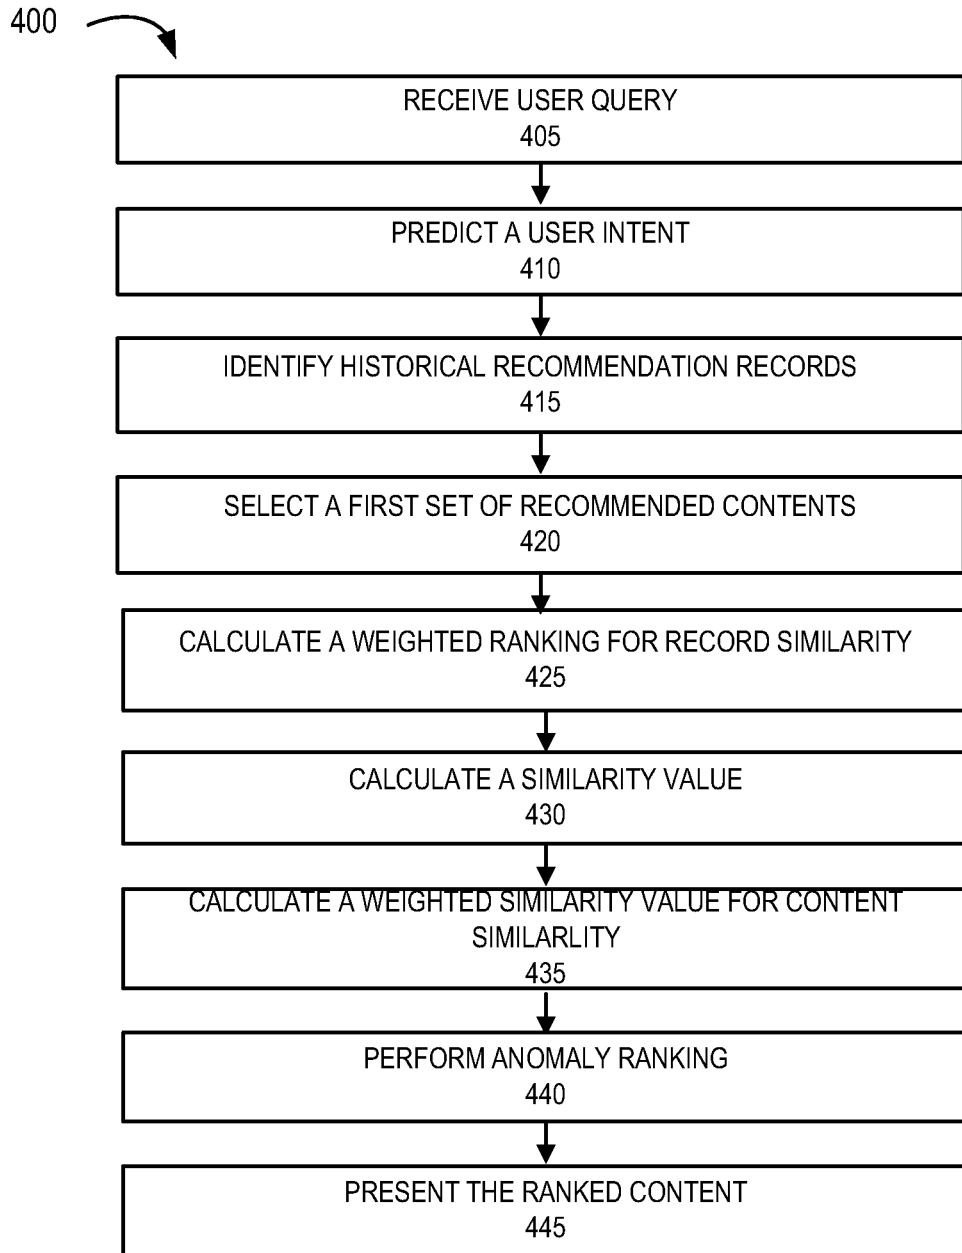 400
RECEIVE USER QUERY
405
PREDICT A USER INTENT
410
IDENTIFY HISTORICAL RECOMMENDATION RECORDS
415
SELECT A FIRST SET OF RECOMMENDED CONTENTS
420
CALCULATE A WEIGHTED RANKING FOR RECORD SIMILARITY
425
CALCULATE A SIMILARITY VALUE
430
CALCULATE A WEIGHTED SIMILARITY VALUE FOR CONTENT
SIMILARLITY
435
PERFORM ANOMALY RANKING
440
PRESENT THE RANKED CONTENT
445